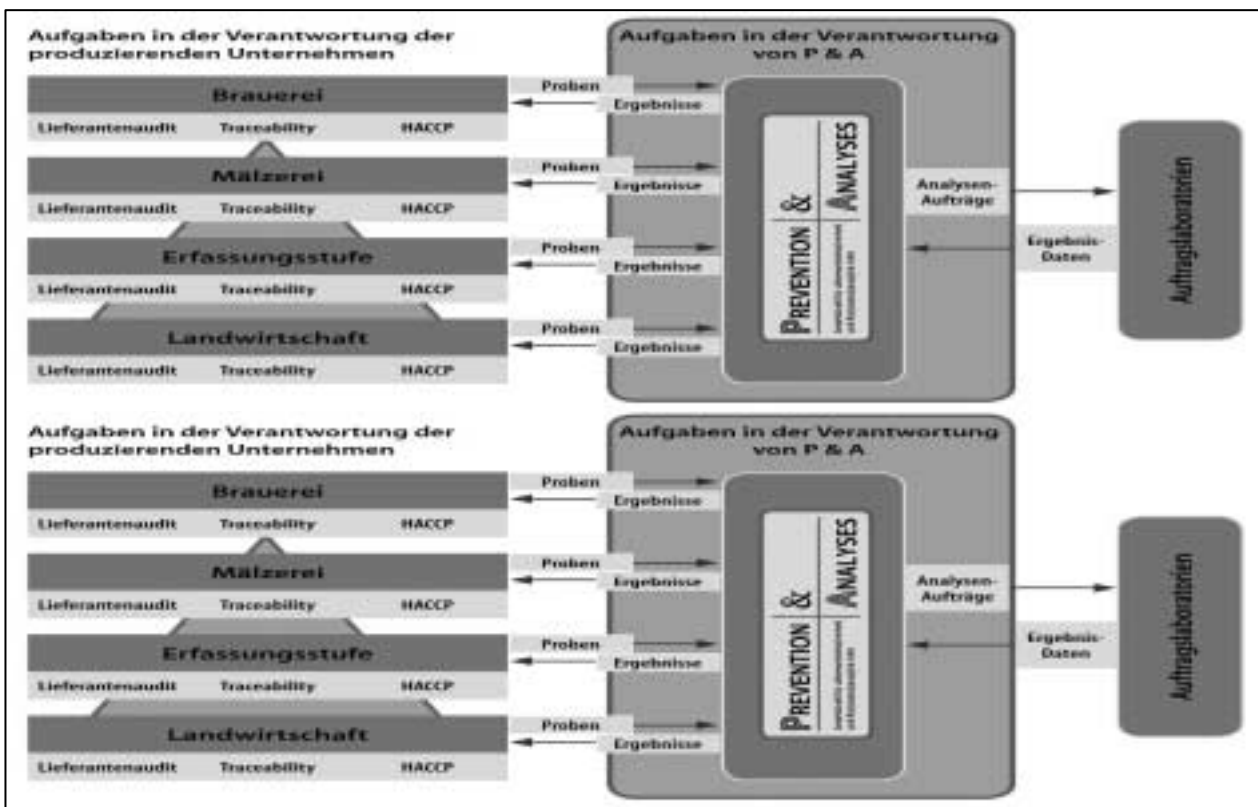 Aufgaben in der Verantwortung der
produzierenden Unternehmen
Brauerei
Lieferantenaudit Traceability HACCP
Mälzerei
Lieferantenaudit Traceability HACCP
Erfassungsstufe
Lieferantenaudit Traceability HACCP
Landwirtschaft
Lieferantenaudit Traceability HACCP
Proben
Ergebnisse
Proben
Ergebnisse
Proben
Ergebnisse
Proben
Ergebnisse
Aufgaben in der Verantwortung
von P & A
PREVENTION &
ANALYSES
Analysen-
Aufträge
Ergebnis-
Daten
Auftragslaboratorien
Aufgaben in der Verantwortung der
produzierenden Unternehmen
Brauerei
Lieferantenaudit Traceability HACCP
Mälzerei
Lieferantenaudit Traceability HACCP
Erfassungsstufe
Lieferantenaudit Traceability HACCP
Landwirtschaft
Lieferantenaudit Traceability HACCP
Proben
Ergebnisse
Proben
Ergebnisse
Proben
Ergebnisse
Proben
Ergebnisse
Aufgaben in der Verantwortung
von P & A
PREVENTION &
ANALYSES
Analysen-
Aufträge
Ergebnis-
Daten
Auftragslaboratorien